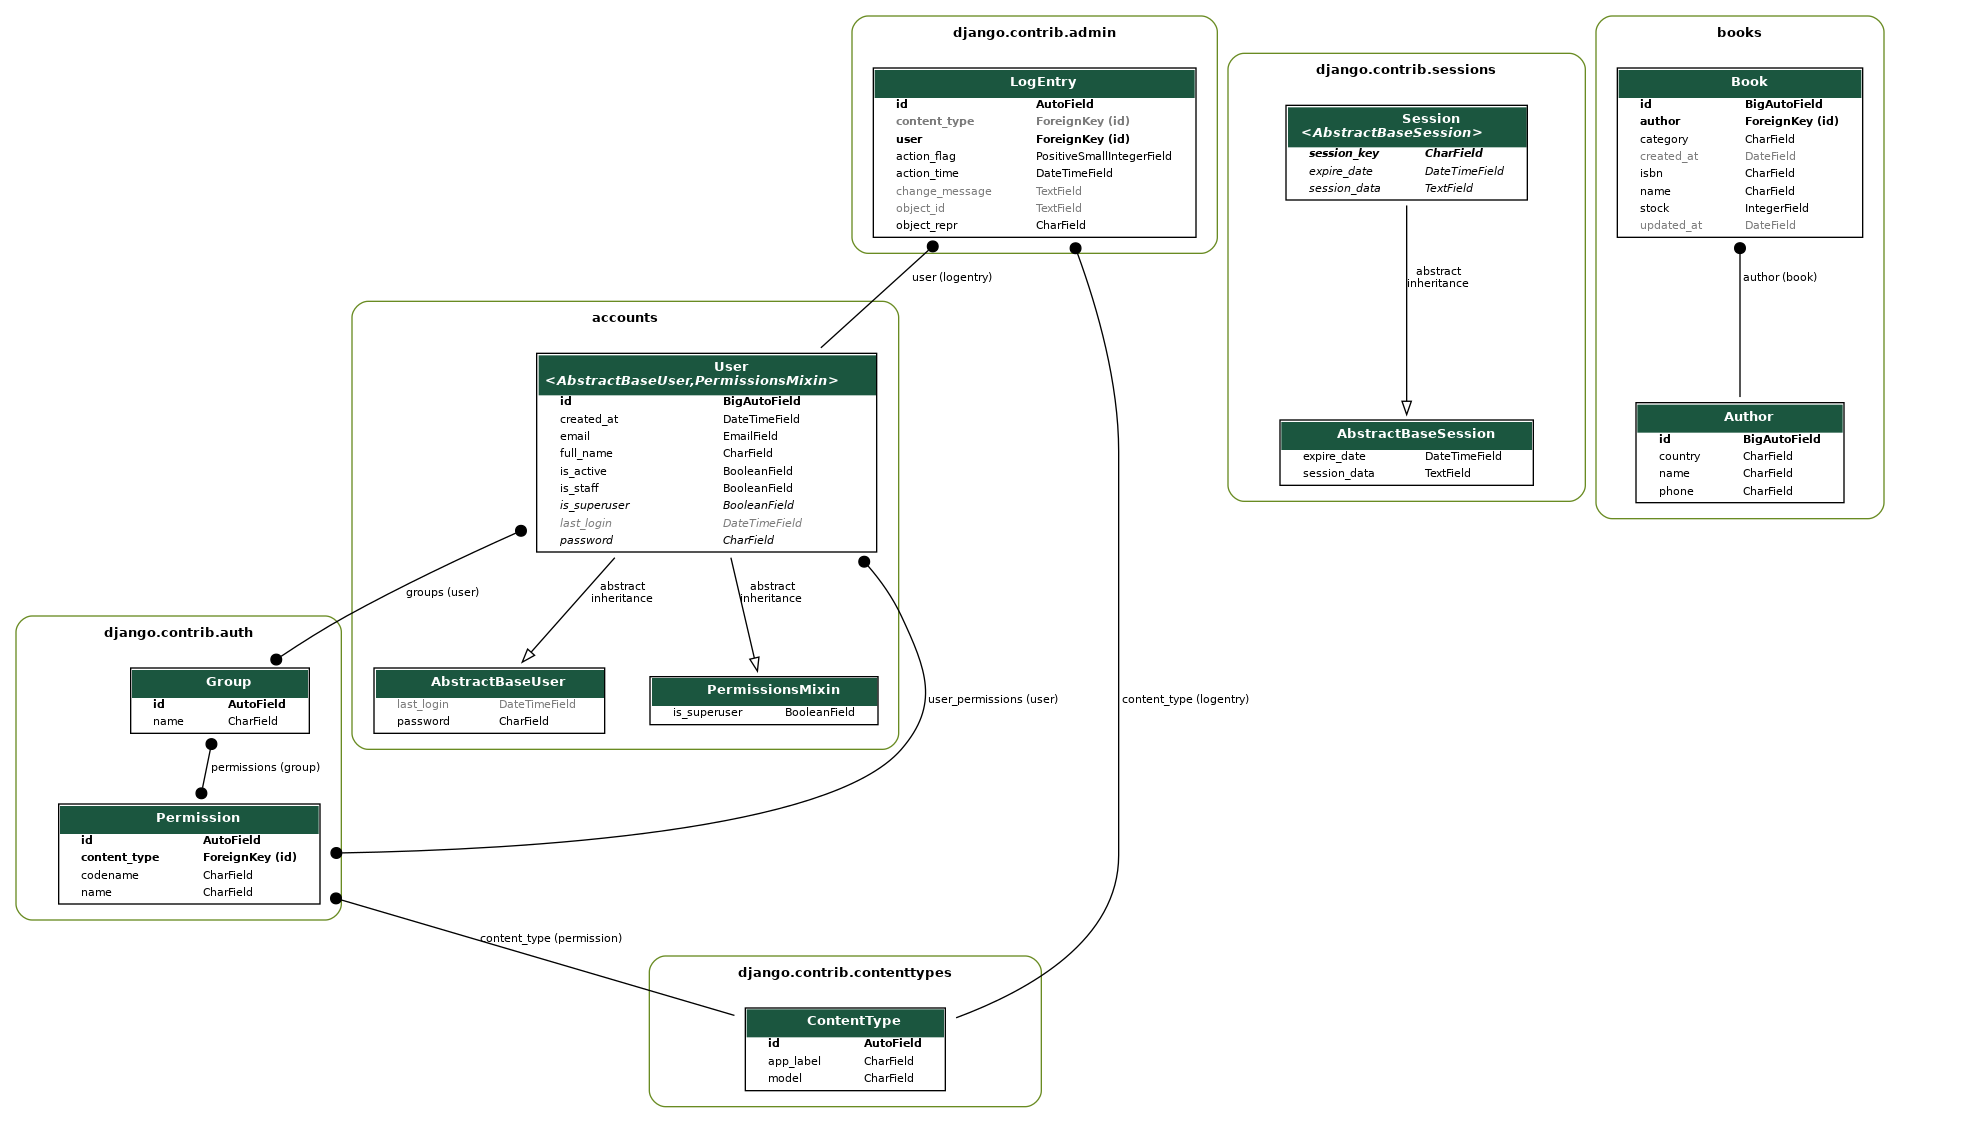 django.contrib.admin
LogEntry
id AutoField
content_type ForeignKey (id)
user ForeignKey (id)
action_flag PositiveSmallIntegerField
action_time DateTimeField
change_message TextField
object_id TextField
object_repr CharField
django.contrib.sessions
Session
<AbstractBaseSession>
session_key CharField
expire_date DateTimeField
session_data TextField
abstract
inheritance
AbstractBaseSession
expire_date DateTimeField
session_data TextField
books
Book
id BigAutoField
author ForeignKey (id)
category CharField
created_at DateField
isbn CharField
name CharField
stock IntegerField
updated_at DateField
author (book)
Author
id BigAutoField
country CharField
name CharField
phone CharField
user (logentry)
accounts
User
<AbstractBaseUser,PermissionsMixin>
id BigAutoField
created_at DateTimeField
email EmailField
full_name CharField
is_active BooleanField
is_staff BooleanField
is_superuser BooleanField
last_login DateTimeField
password CharField
abstract
inheritance
abstract
inheritance
AbstractBaseUser
last_login DateTimeField
password CharField
PermissionsMixin
is_superuser BooleanField
groups (user)
user_permissions (user)
content_type (logentry)
django.contrib.auth
Group
id AutoField
name CharField
permissions (group)
Permission
id AutoField
content_type ForeignKey (id)
codename CharField
name CharField
content_type (permission)
django.contrib.contenttypes
ContentType
id AutoField
app_label CharField
model CharField